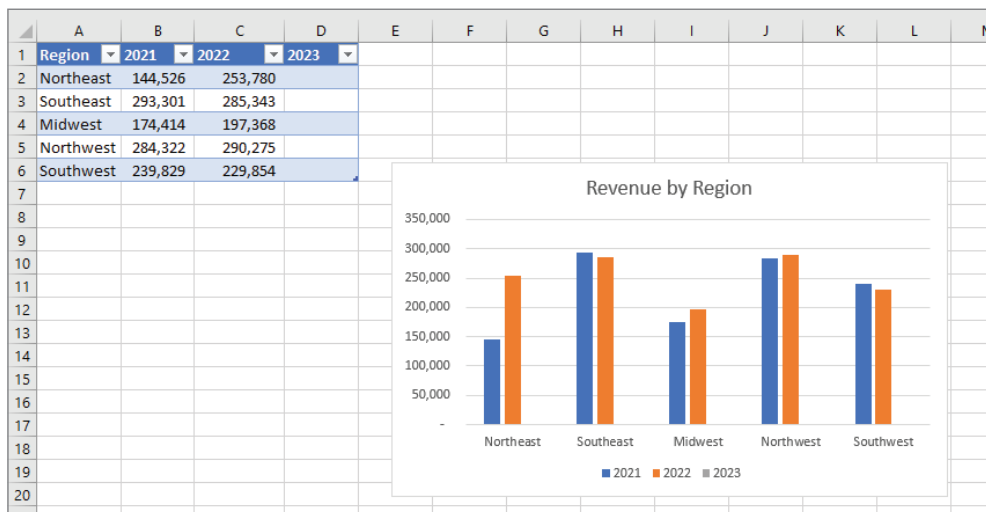 A B C D E F G H I J K L
1 Region 2021 2022 2023
2 Northeast 144,526 253,780
3 Southeast 293,301 285,343
4 Midwest 174,414 197,368
5 Northwest 284,322 290,275
6 Southwest 239,829 229,854
7
8
9
10
11
12
13
14
15
16
17
18
19
20
Revenue by Region
350,000
300,000
250,000
200,000
150,000
100,000
50,000
-
Northeast Southeast Midwest Northwest Southwest
2021 2022 2023